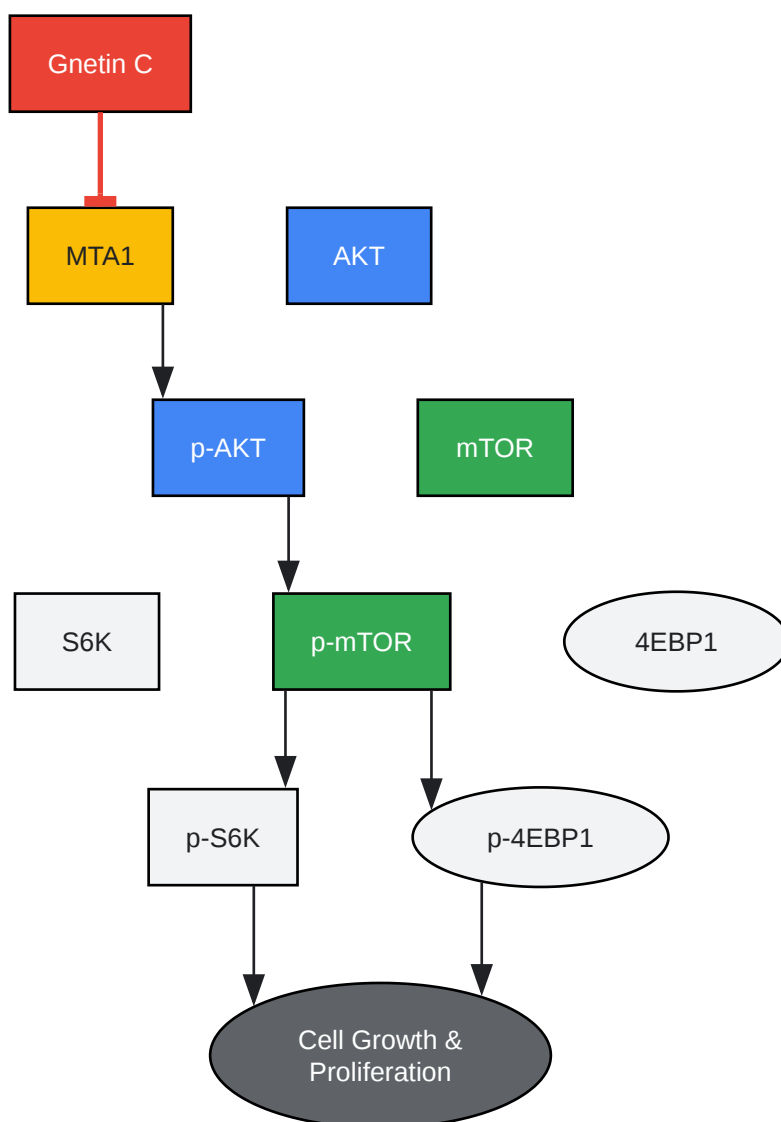 Gnetin C
MTA1
AKT
p-AKT
mTOR
S6K
p-mTOR
4EBP1
p-S6K
p-4EBP1
Cell Growth &
Proliferation